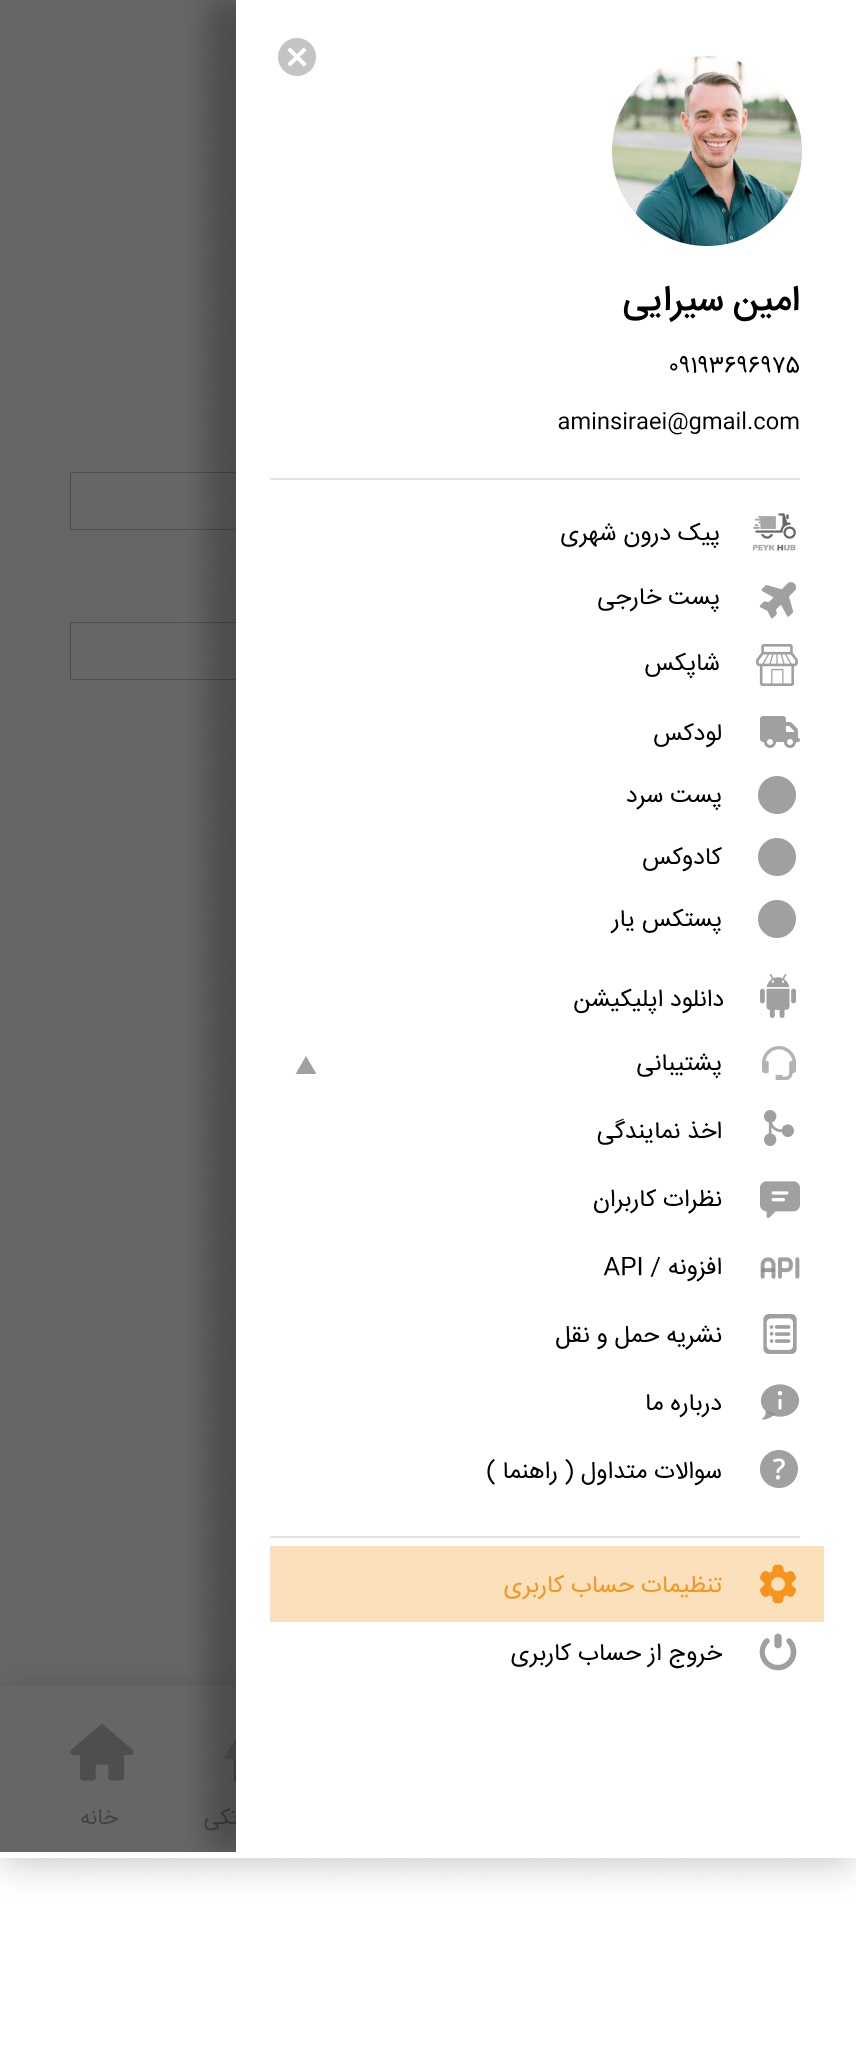 امین سیرایی
۰۹۱۹۳۶۹۶۹۷۵
aminsiraei@gmail.com
پیک درون شهری
PEYK HUB
پست خارجی
شاپکس
لودکس
پست سرد
کادوکس
پستکس یار
دانلود اپلیکیشن
پشتیبانی
اخذ نمایندگی
نظرات کاربران
افزونه / API
API
نشریه حمل و نقل
درباره ما
سوالات متداول ( راهنما )
تنظیمات حساب کاربری
خروج از حساب کاربری
خانه